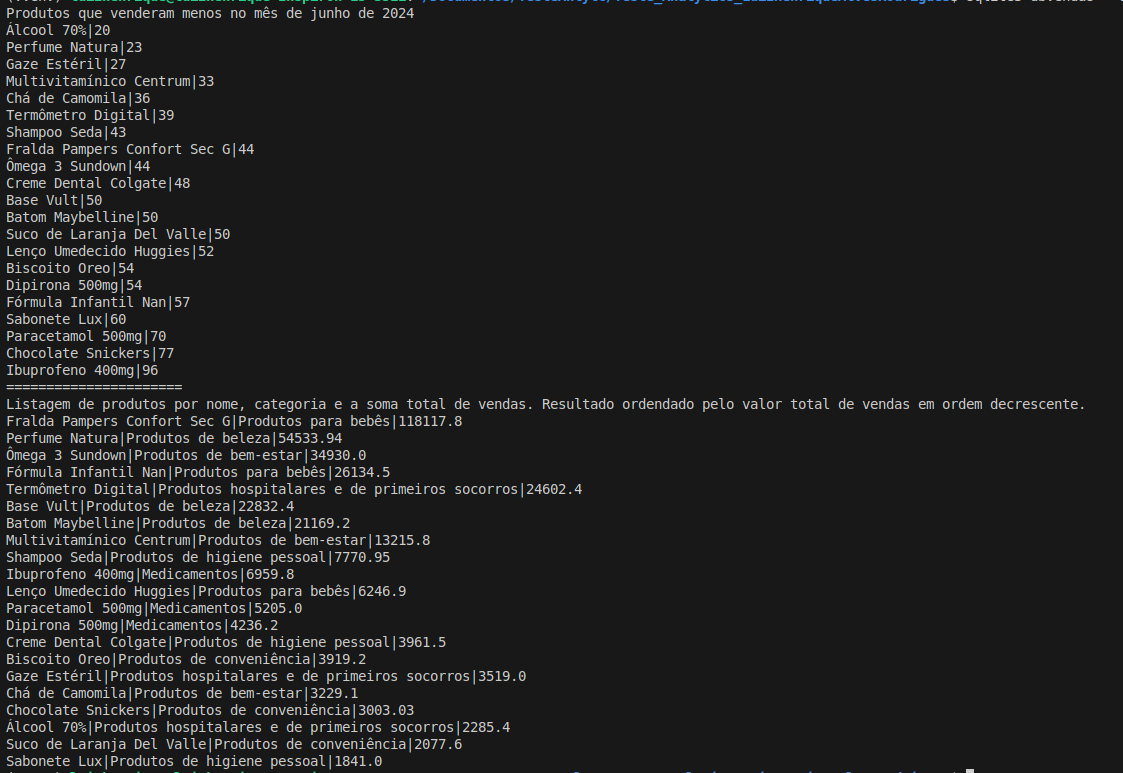 Produtos que venderam menos no mês de junho de 2024
Álcool 70%|20
Perfume Natura|23
Gaze Estéril|27
Multivitamínico Centrum|33
Chá de Camomila|36
Termômetro Digital|39
Shampoo Seda|43
Fralda Pampers Confort Sec G|44
Ômega 3 Sundown|44
Creme Dental Colgate|48
Base Vult|50
Batom Maybelline|50
Suco de Laranja Del Valle|50
Lenço Umedecido Huggies|52
Biscoito Oreo|54
Dipirona 500mg|54
Fórmula Infantil Nan|57
Sabonete Lux|60
Paracetamol 500mg|70
Chocolate Snickers|77
Ibuprofeno 400mg|96
======================
Listagem de produtos por nome, categoria e a soma total de vendas. Resultado ordendado pelo valor total de vendas em ordem decrescente.
Fralda Pampers Confort Sec G|Produtos para bebês|118117.8
Perfume Natura|Produtos de beleza|54533.94
Ômega 3 Sundown|Produtos de bem-estar|34930.0
Fórmula Infantil Nan|Produtos para bebês|26134.5
Termômetro Digital|Produtos hospitalares e de primeiros socorros|24602.4
Base Vult|Produtos de beleza|22832.4
Batom Maybelline|Produtos de beleza|21169.2
Multivitamínico Centrum|Produtos de bem-estar|13215.8
Shampoo Seda|Produtos de higiene pessoal|7770.95
Ibuprofeno 400mg|Medicamentos|6959.8
Lenço Umedecido Huggies|Produtos para bebês|6246.9
Paracetamol 500mg|Medicamentos|5205.0
Dipirona 500mg|Medicamentos|4236.2
Creme Dental Colgate|Produtos de higiene pessoal|3961.5
Biscoito Oreo|Produtos de conveniência|3919.2
Gaze Estéril|Produtos hospitalares e de primeiros socorros|3519.0
Chá de Camomila|Produtos de bem-estar|3229.1
Chocolate Snickers|Produtos de conveniência|3003.03
Álcool 70%|Produtos hospitalares e de primeiros socorros|2285.4
Suco de Laranja Del Valle|Produtos de conveniência|2077.6
Sabonete Lux|Produtos de higiene pessoal|1841.0